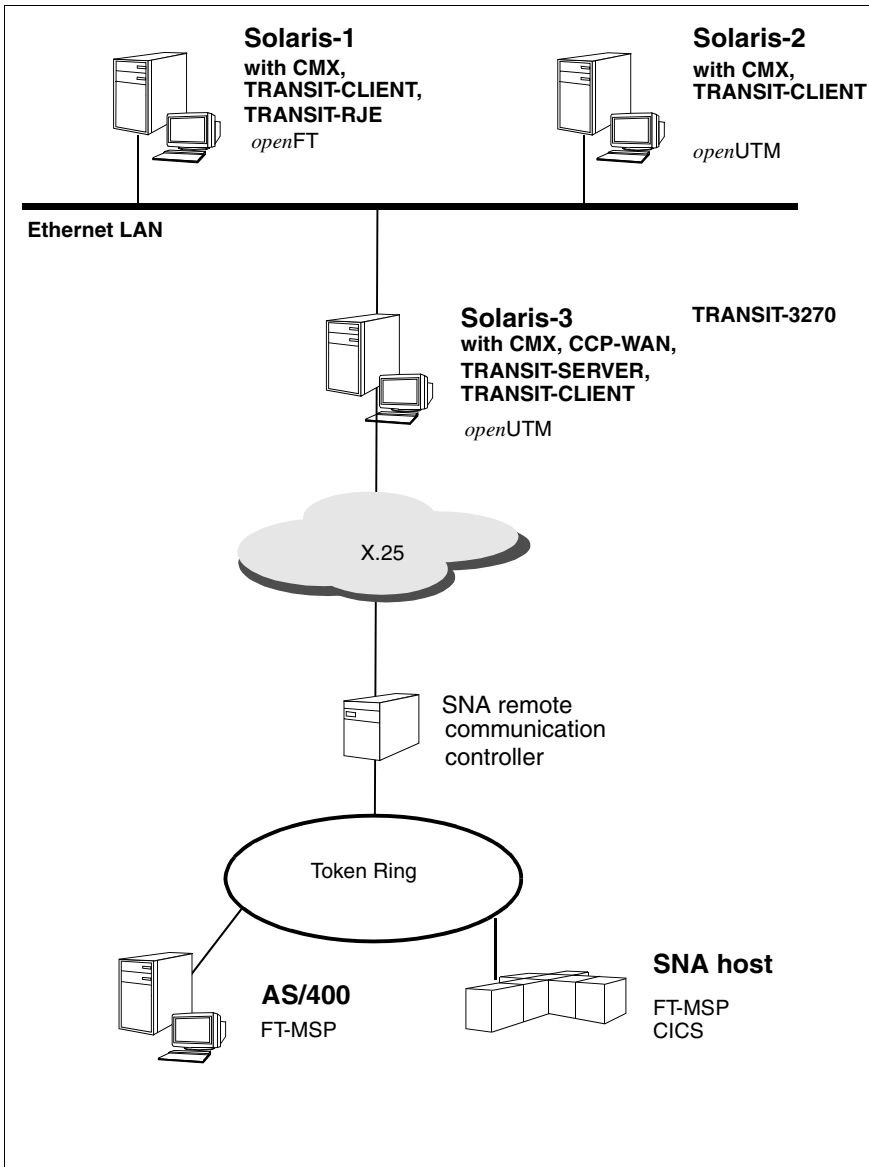 Solaris-1
with CMX,
TRANSIT-CLIENT,
TRANSIT-RJE
openFT
Solaris-2
with CMX,
TRANSIT-CLIENT
openUTM
Ethernet LAN
Solaris-3
with CMX, CCP-WAN,
TRANSIT-SERVER,
TRANSIT-CLIENT
openUTM
TRANSIT-3270
X.25
SNA remote
communication
controller
Token Ring
AS/400
FT-MSP
SNA host
FT-MSP
CICS